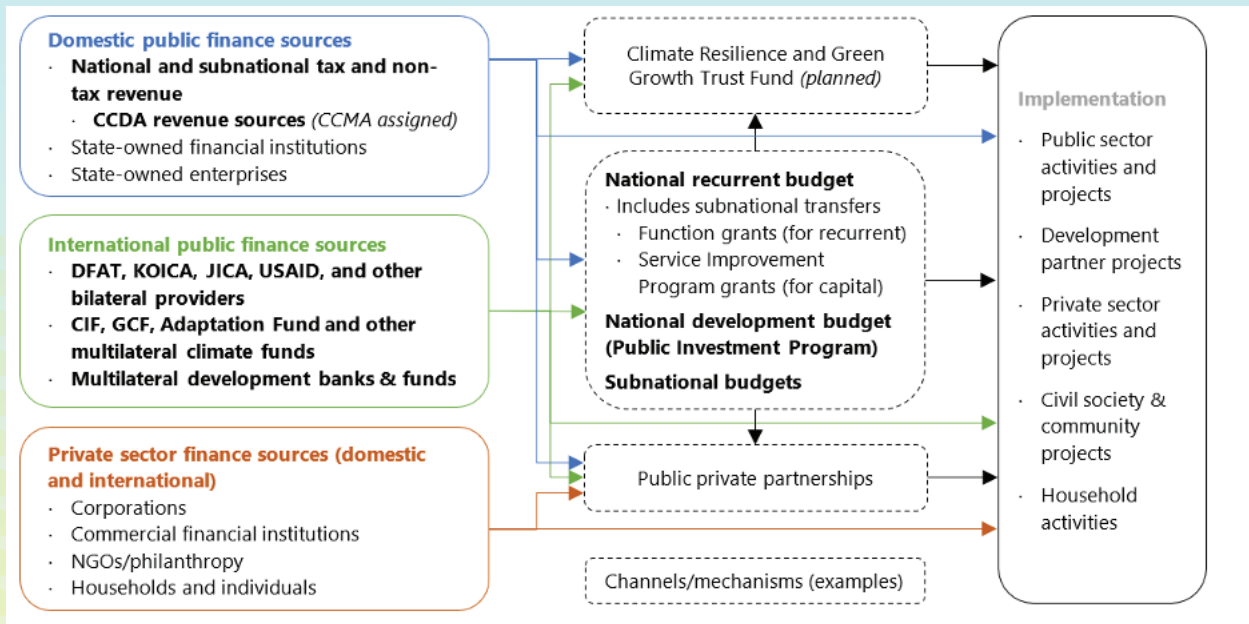 Domestic public finance sources
· National and subnational tax and non-
tax revenue
· CCDA revenue sources (CCMA assigned)
· State-owned financial institutions
· State-owned enterprises
International public finance sources
· DFAT, KOICA, JICA, USAID, and other
bilateral providers
· CIF, GCF, Adaptation Fund and other
multilateral climate funds
· Multilateral development banks & funds
Private sector finance sources (domestic
and international)
· Corporations
· Commercial financial institutions
· NGOs/philanthropy
· Households and individuals
Climate Resilience and Green
Growth Trust Fund (planned)
National recurrent budget
· Includes subnational transfers
· Function grants (for recurrent)
· Service Improvement
Program grants (for capital)
National development budget
(Public Investment Program)
Subnational budgets
Public private partnerships
Channels/mechanisms (examples)
Implementation
· Public sector
activities and
projects
· Development
partner projects
· Private sector
activities and
projects
· Civil society &
community
projects
· Household
activities